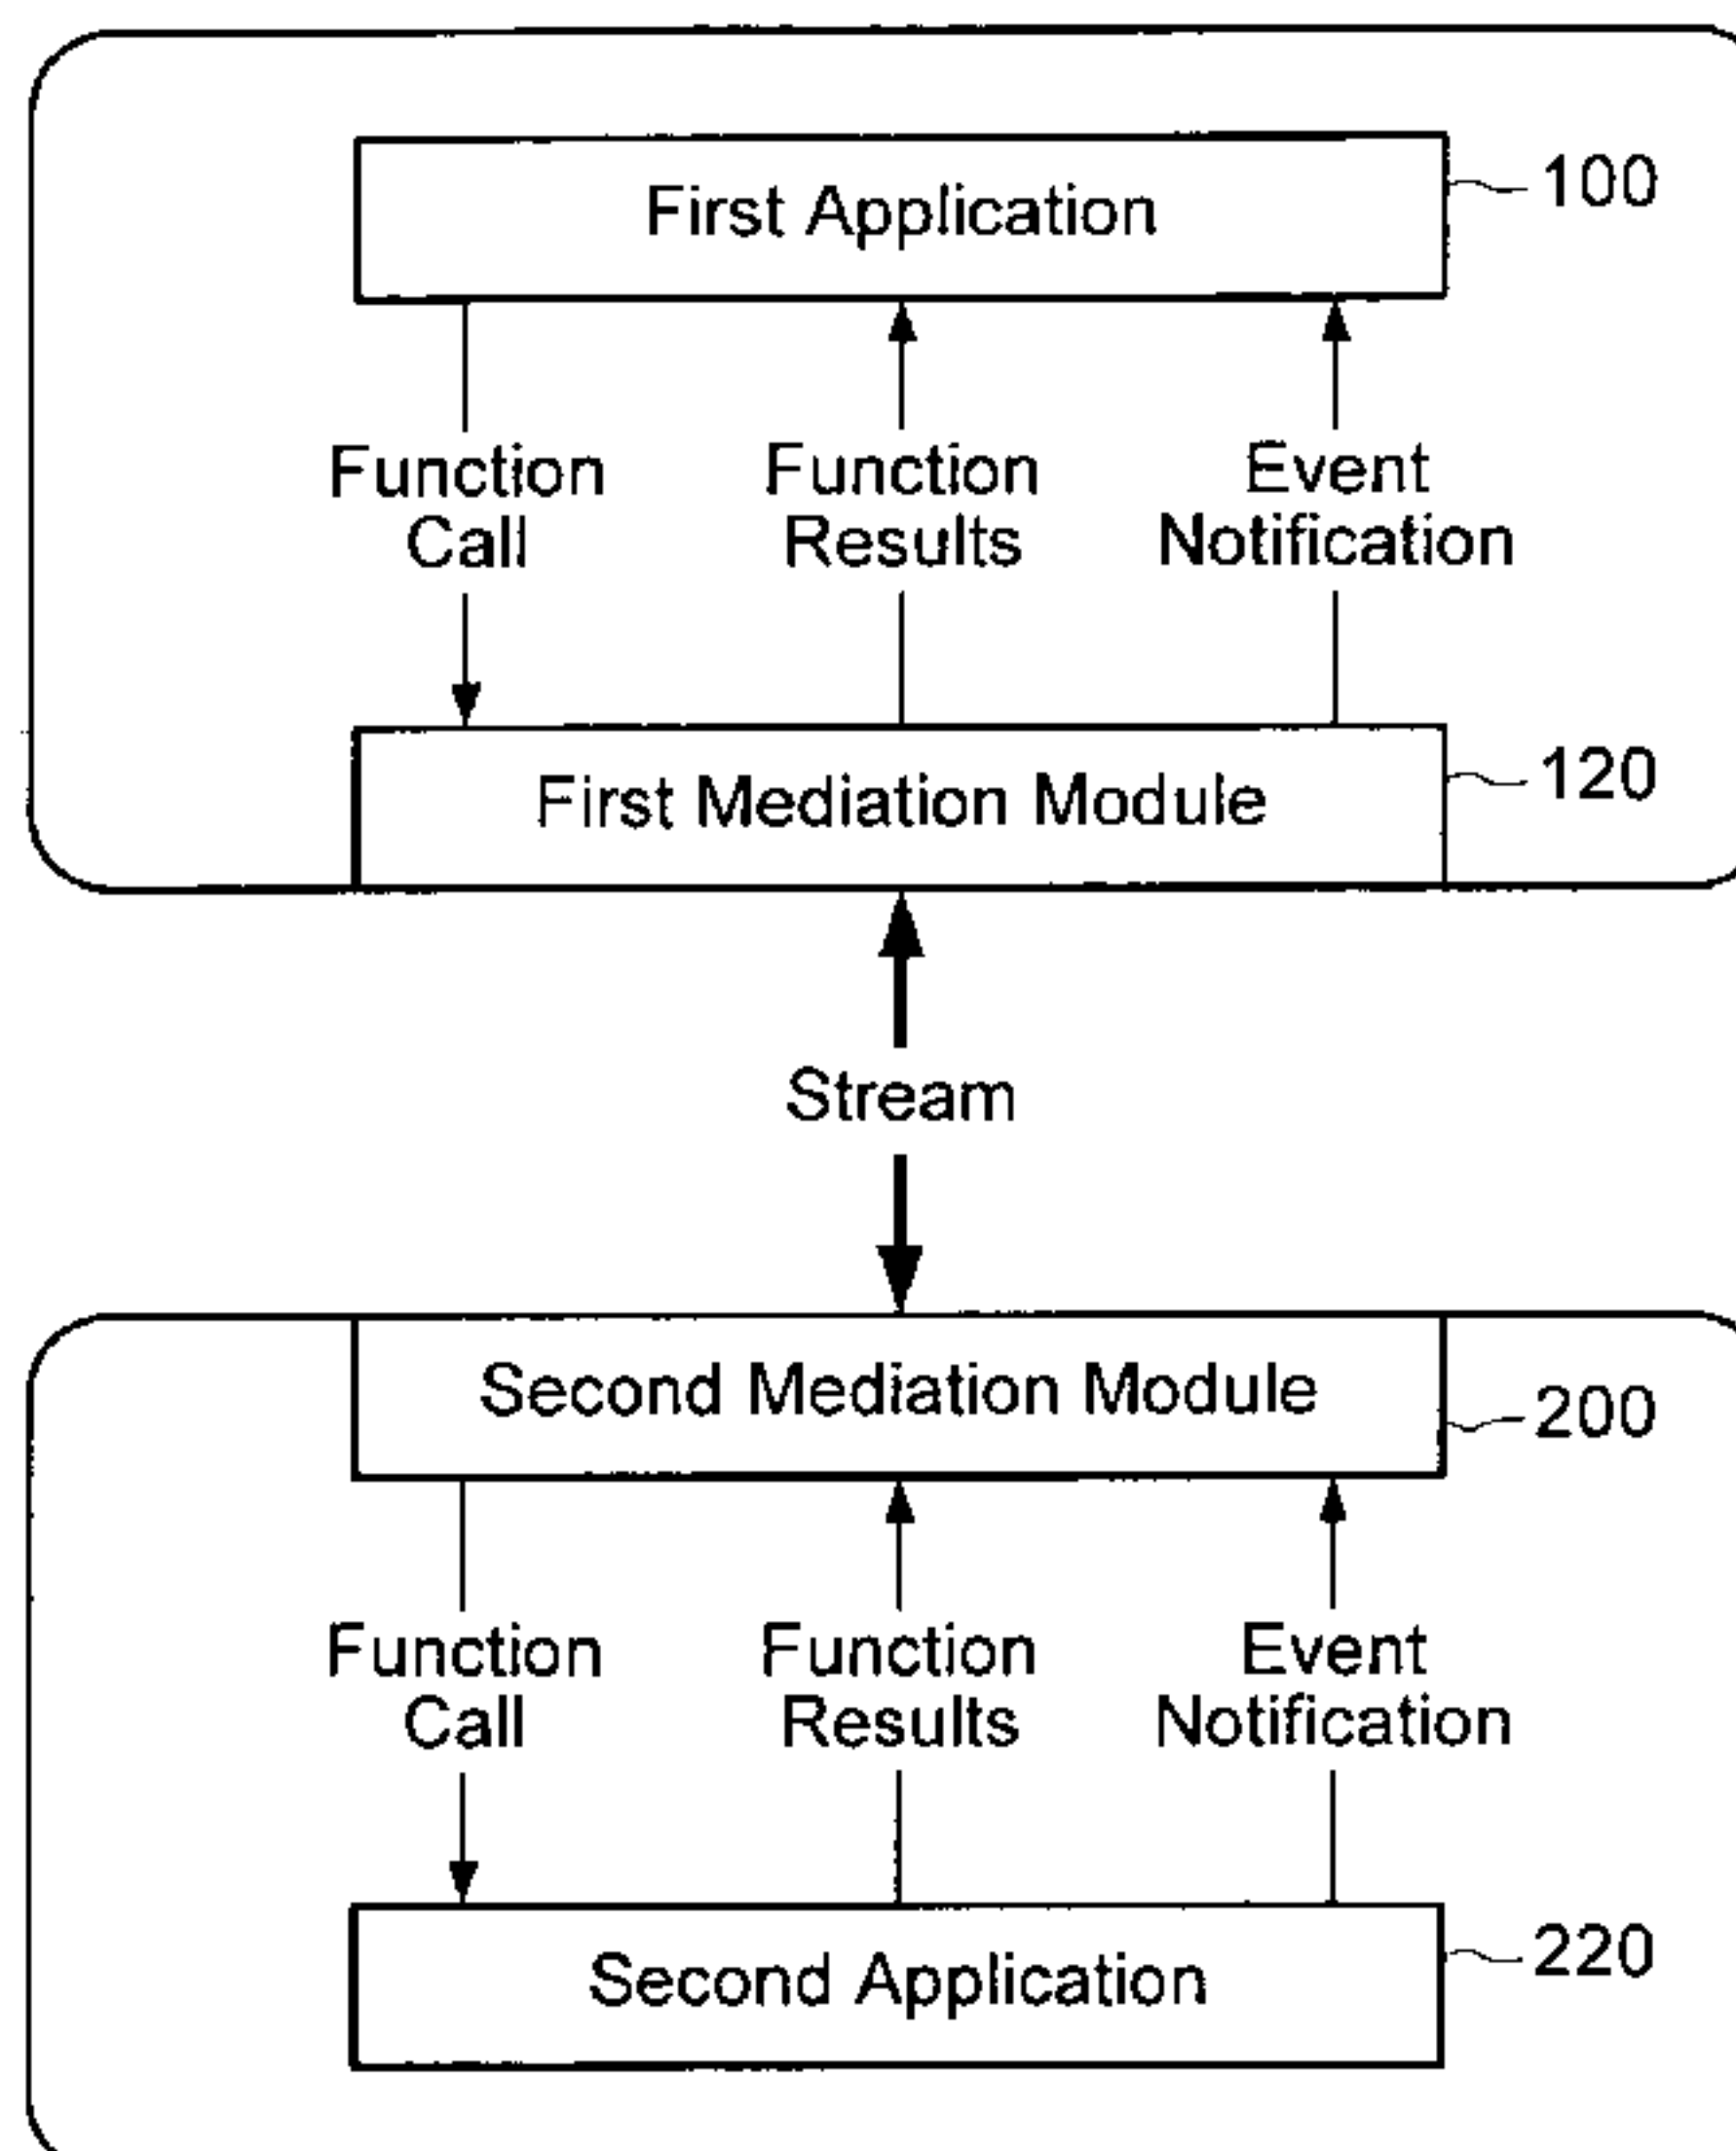 First Application
100
Function Call
Function Results
Event Notification
First Mediation Module
120
Stream
Second Mediation Module
200
Function Call
Function Results
Event Notification
Second Application
220